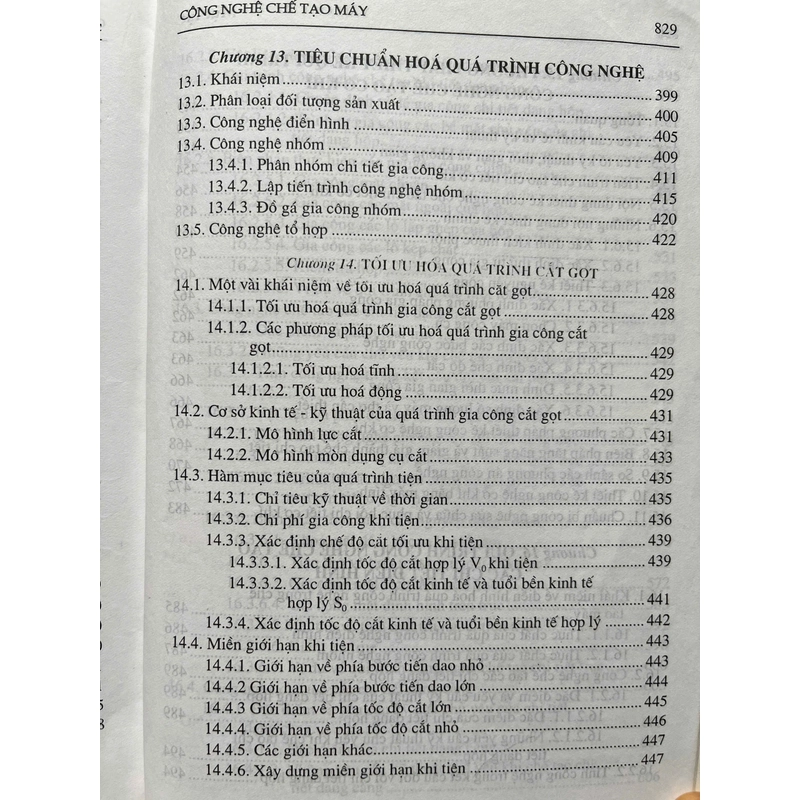 CÔNG NGHỆ CHẾ TẠO MÁY 829
Chương 13. TIÊU CHUẨN HOÁ QUÁ TRÌNH CÔNG NGHỆ
13.1. Khái niệm 399
13.2. Phân loại đối tượng sản xuất 400
13.3. Công nghệ điển hình 405
13.4. Công nghệ nhóm 409
13.4.1. Phân nhóm chi tiết gia công 411
13.4.2. Lập tiến trình công nghệ nhóm 415
13.4.3. Đồ gá gia công nhóm 420
13.5. Công nghệ tổ hợp 422
Chương 14. TỐI ƯU HÓA QUÁ TRÌNH CẮT GỌT
14.1. Một vài khái niệm về tối ưu hoá quá trình cắt gọt 428
14.1.1. Tối ưu hoá quá trình gia công cắt gọt 428
14.1.2. Các phương pháp tối ưu hoá quá trình gia công cắt
gọt 429
14.1.2.1. Tối ưu hoá tĩnh 429
14.1.2.2. Tối ưu hoá động 429
14.2. Cơ sở kinh tế - kỹ thuật của quá trình gia công cắt gọt 431
14.2.1. Mô hình lực cắt 431
14.2.2. Mô hình mòn dụng cụ cắt 433
14.3. Hàm mục tiêu của quá trình tiện 435
14.3.1. Chỉ tiêu kỹ thuật về thời gian 435
14.3.2. Chi phí gia công khi tiện 436
14.3.3. Xác định chế độ cắt tối ưu khi tiện 439
14.3.3.1. Xác định tốc độ cắt hợp lý V₀ khi tiện 439
14.3.3.2. Xác định tốc độ cắt kinh tế và tuổi bền kinh tế
hợp lý S₀ 441
14.3.4. Xác định tốc độ cắt kinh tế và tuổi bền kinh tế hợp lý 442
14.4. Miền giới hạn khi tiện 443
14.4.1. Giới hạn về phía bước tiến dao nhỏ 443
14.4.2 Giới hạn về phía bước tiến dao lớn 444
14.4.3 Giới hạn về phía tốc độ cắt lớn 445
14.4.4. Giới hạn về phía tốc độ cắt nhỏ 446
14.4.5. Các giới hạn khác 447
14.4.6. Xây dựng miền giới hạn khi tiện 447